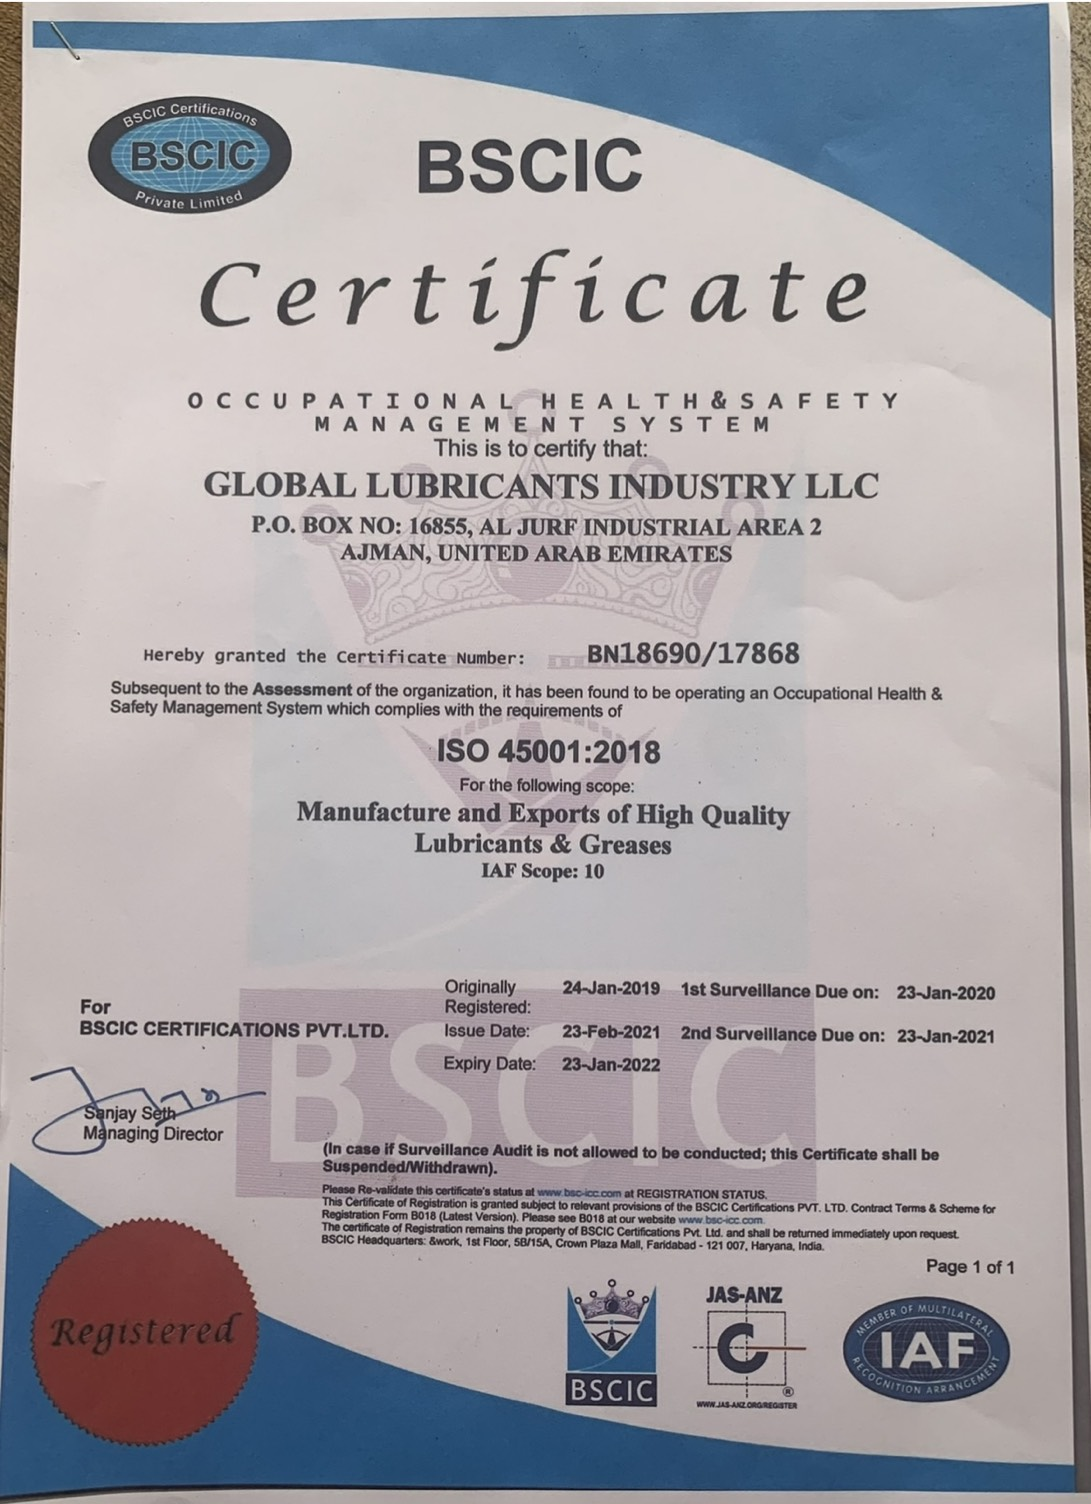 BSCIC Certifications
BSCIC
Private Limited
BSCIC
Certificate
OCCUPATIONAL HEALTH&SAFETY
MANAGEMENT SYSTEM
This is to certify that:
GLOBAL LUBRICANTS INDUSTRY LLC
P.O. BOX NO: 16855, AL JURF INDUSTRIAL AREA 2
AJMAN, UNITED ARAB EMIRATES
Hereby granted the Certificate Number: BN18690/17868
Subsequent to the Assessment of the organization, it has been found to be operating an Occupational Health &
Safety Management System which complies with the requirements of
ISO 45001:2018
For the following scope:
Manufacture and Exports of High Quality
Lubricants & Greases
IAF Scope: 10
For
BSCIC CERTIFICATIONS PVT.LTD.
Sanjay Seth
Managing Director
Originally Registered: 24-Jan-2019 1st Surveillance Due on: 23-Jan-2020
Issue Date: 23-Feb-2021 2nd Surveillance Due on: 23-Jan-2021
Expiry Date: 23-Jan-2022
BSCIC
(In case if Surveillance Audit is not allowed to be conducted; this Certificate shall be
Suspended/Withdrawn).
Please Re-validate this certificate's status at www.bsc-icc.com at REGISTRATION STATUS.
This Certificate of Registration is granted subject to relevant provisions of the BSCIC Certifications PVT. LTD. Contract Terms & Scheme for
Registration Form B018 (Latest Version). Please see B018 at our website www.bsc-icc.com.
The certificate of Registration remains the property of BSCIC Certifications Pvt. Ltd. and shall be returned immediately upon request.
BSCIC Headquarters: &work, 1st Floor, 5B/15A, Crown Plaza Mall, Faridabad - 121 007, Haryana, India.
Page 1 of 1
Registered
BSCIC
JAS-ANZ
C
®
WWW.JAS-ANZ.ORG/REGISTER
MEMBER OF MULTILATERAL
IAF
RECOGNITION ARRANGEMENT